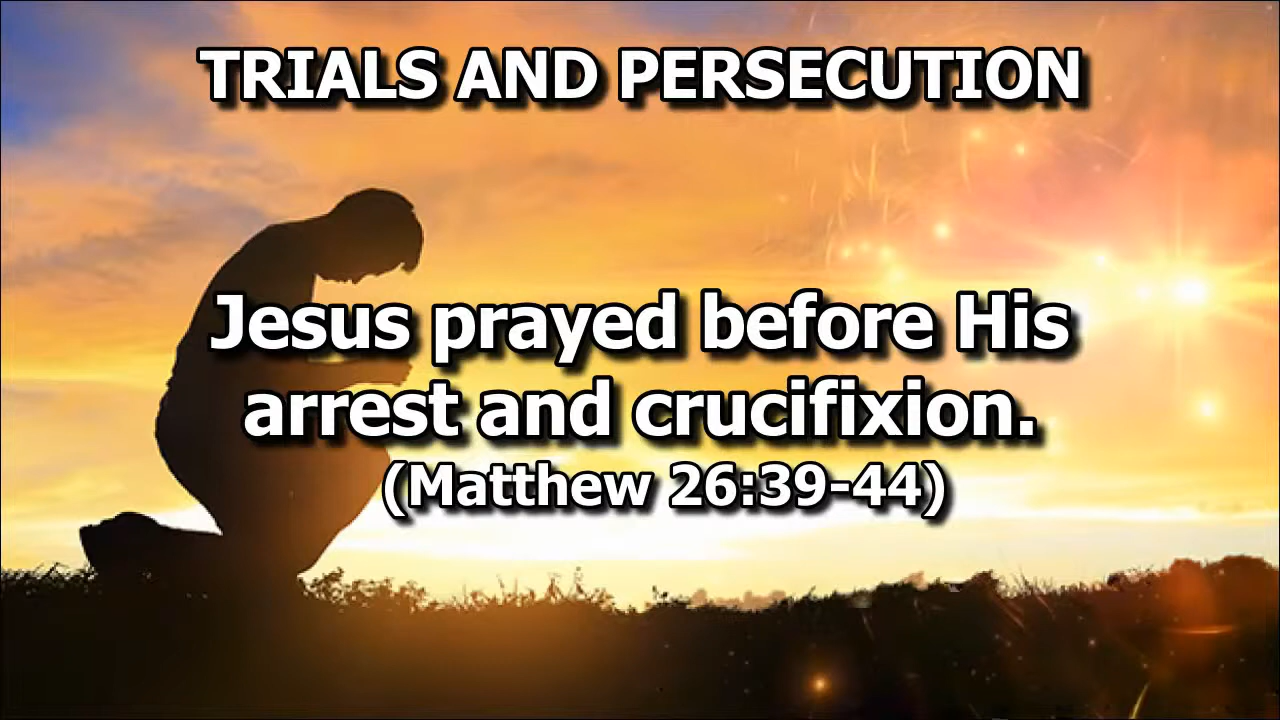 TRIALS AND PERSECUTION
Jesus prayed before His
arrest and crucifixion.
(Matthew 26:39-44)